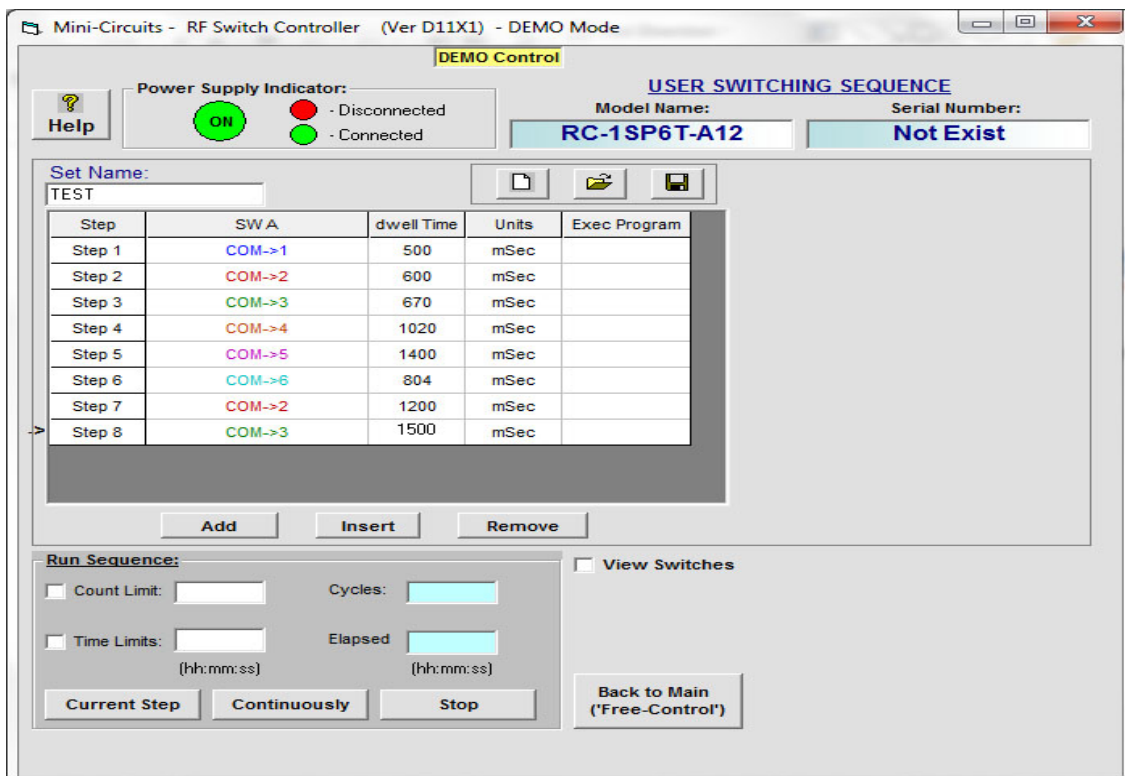 Mini-Circuits - RF Switch Controller (Ver D11X1) - DEMO Mode
DEMO Control
? Help
Power Supply Indicator:
ON
- Disconnected
- Connected
USER SWITCHING SEQUENCE
Model Name: Serial Number:
RC-1SP6T-A12 Not Exist
Set Name:
TEST
Step SW A dwell Time Units Exec Program
Step 1 COM->1 500 mSec
Step 2 COM->2 600 mSec
Step 3 COM->3 670 mSec
Step 4 COM->4 1020 mSec
Step 5 COM->5 1400 mSec
Step 6 COM->6 804 mSec
Step 7 COM->2 1200 mSec
-> Step 8 COM->3 1500 mSec
Add Insert Remove
Run Sequence:
Count Limit: Cycles:
Time Limits: Elapsed
(hh:mm:ss) (hh:mm:ss)
Current Step Continuously Stop
View Switches
Back to Main
('Free-Control')